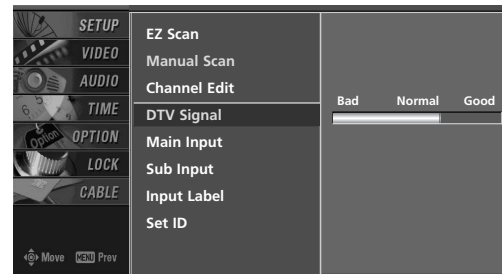 SETUP
VIDEO
AUDIO
TIME
OPTION
LOCK
CABLE
Move MENU Prev
EZ Scan
Manual Scan
Channel Edit
DTV Signal
Main Input
Sub Input
Input Label
Set ID
Bad Normal Good